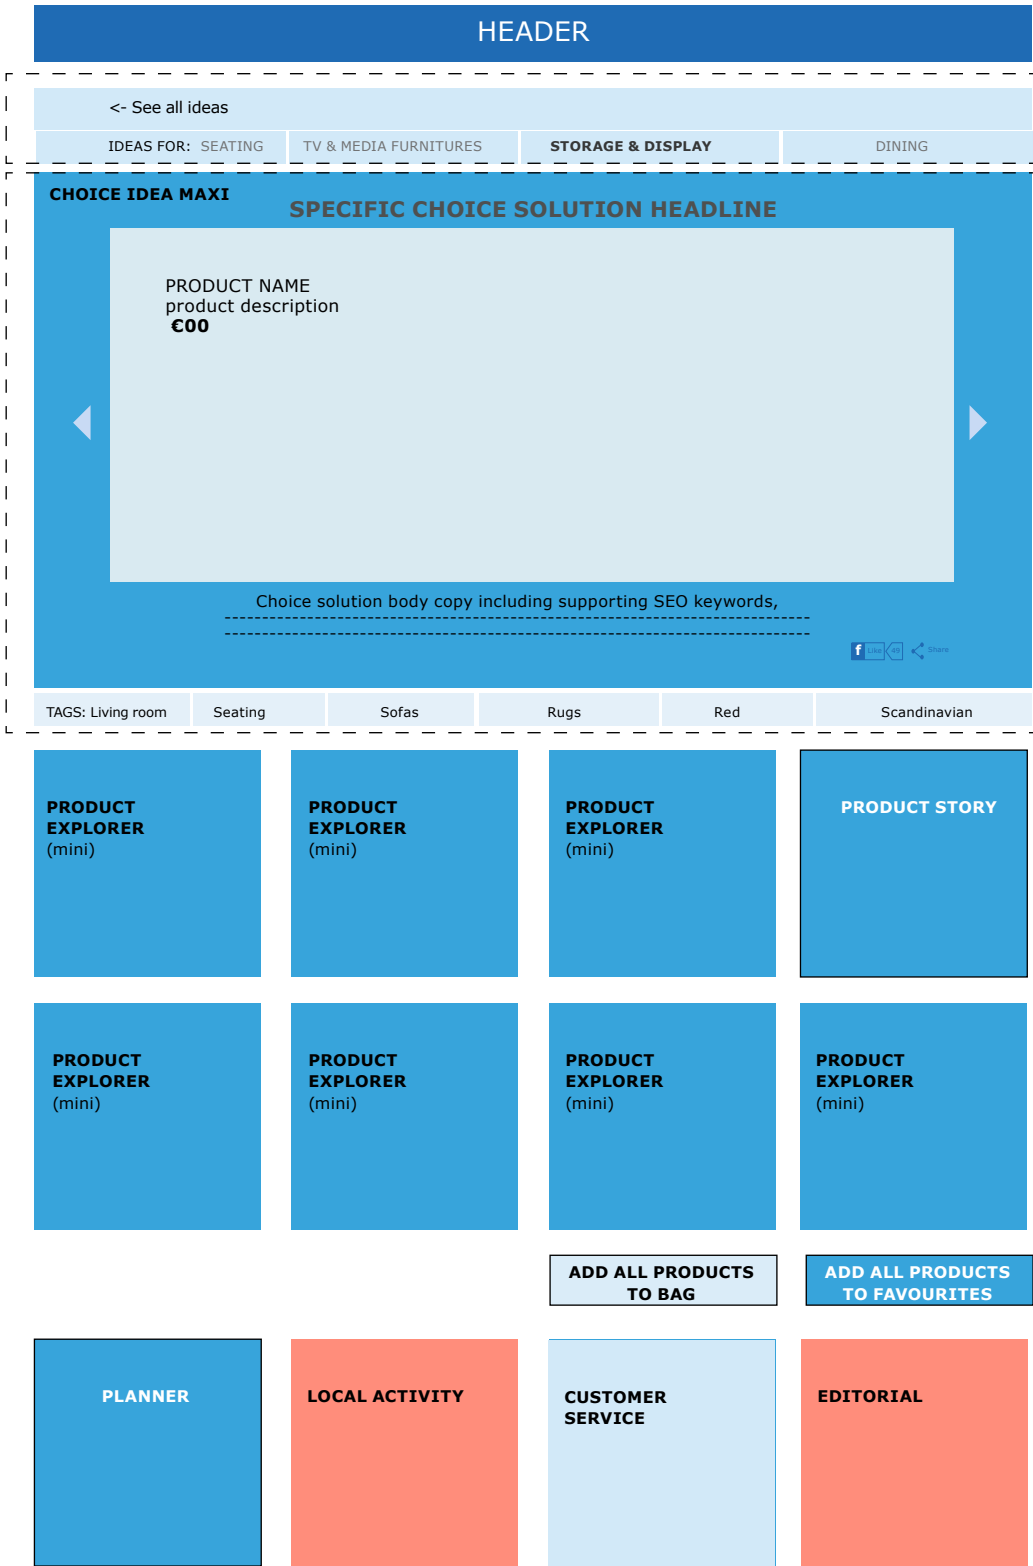 HEADER
<- See all ideas
IDEAS FOR: SEATING TV & MEDIA FURNITURES STORAGE & DISPLAY DINING
CHOICE IDEA MAXI
SPECIFIC CHOICE SOLUTION HEADLINE
PRODUCT NAME
product description
€00
Choice solution body copy including supporting SEO keywords,
--------------------------------------------------------------------------------
--------------------------------------------------------------------------------
f Like 49 Share
TAGS: Living room Seating Sofas Rugs Red Scandinavian
PRODUCT
EXPLORER
(mini)
PRODUCT
EXPLORER
(mini)
PRODUCT
EXPLORER
(mini)
PRODUCT STORY
PRODUCT
EXPLORER
(mini)
PRODUCT
EXPLORER
(mini)
PRODUCT
EXPLORER
(mini)
PRODUCT
EXPLORER
(mini)
ADD ALL PRODUCTS
TO BAG
ADD ALL PRODUCTS
TO FAVOURITES
PLANNER
LOCAL ACTIVITY
CUSTOMER
SERVICE
EDITORIAL